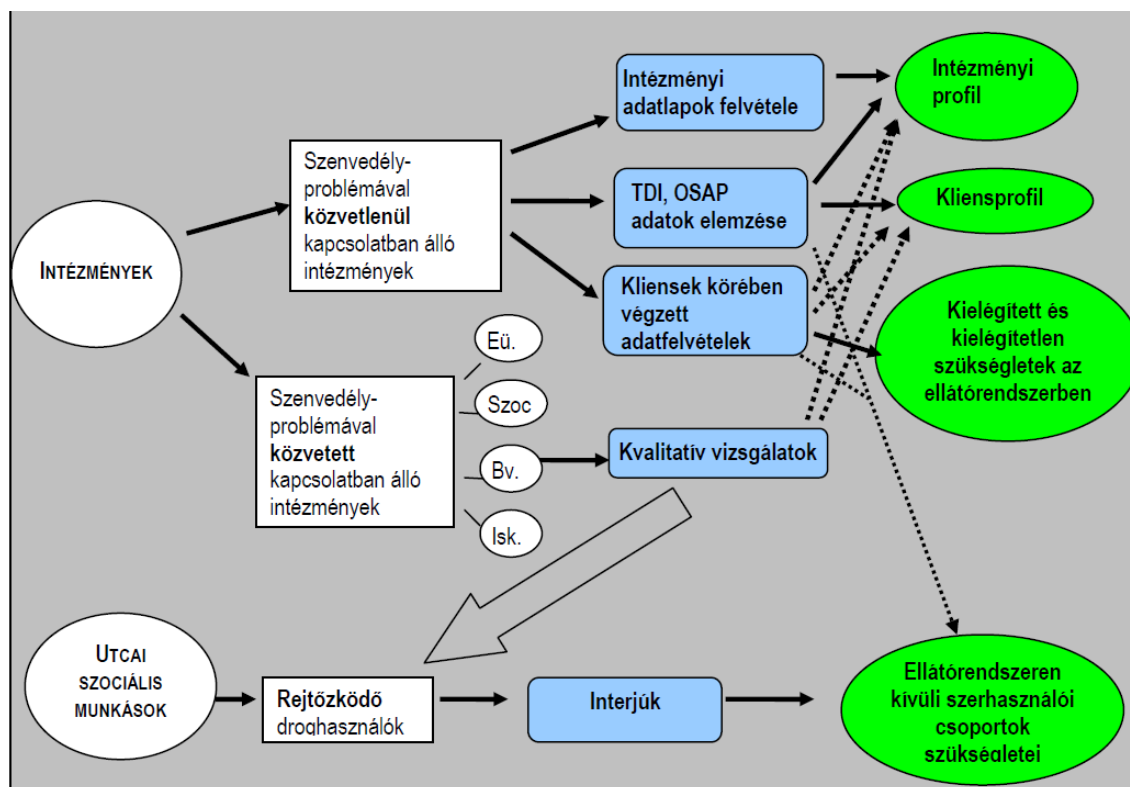 Intézményi
adatlapok felvétele
Intézményi
profil
Szenvedély-
problémával
közvetlenül
kapcsolatban álló
intézmények
TDI, OSAP
adatok elemzése
Kliensprofil
INTÉZMÉNYEK
Kliensek körében
végzett
adatfelvételek
Kielégített és
kielégítetlen
szükségletek az
ellátórendszerben
Szenvedély-
problémával
közvetett
kapcsolatban álló
intézmények
Eü.
Szoc
Bv.
Isk.
Kvalitatív vizsgálatok
UTCAI
SZOCIÁLIS
MUNKÁSOK
Rejtőzködő
droghasználók
Interjúk
Ellátórendszeren
kívüli szerhasználói
csoportok
szükségletei